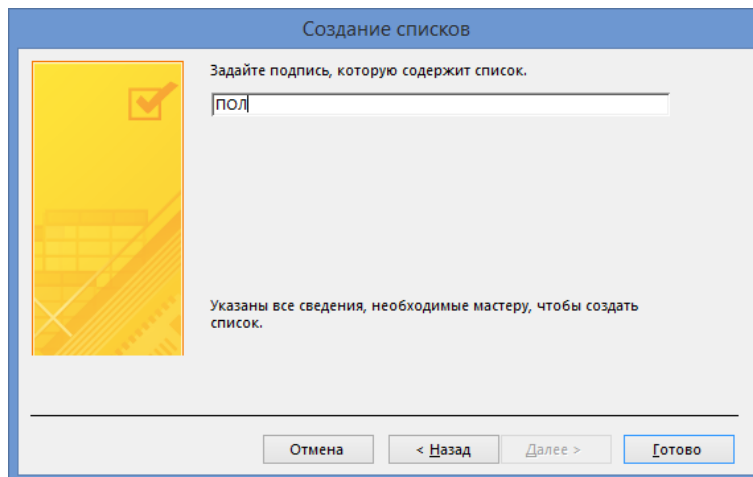 Создание списков
Задайте подпись, которую содержит список.
ПОЛ
Указаны все сведения, необходимые мастеру, чтобы создать
список.
Отмена
< Назад
Далее >
Готово